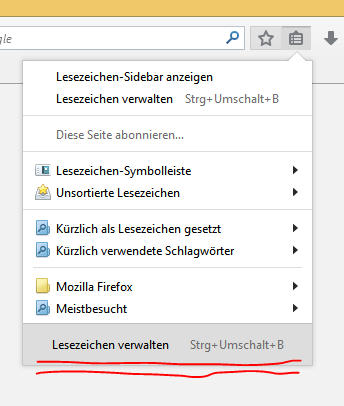 gle
Lesezeichen-Sidebar anzeigen
Lesezeichen verwalten Strg+Umschalt+B
Diese Seite abonnieren...
Lesezeichen-Symbolleiste
Unsortierte Lesezeichen
Kürzlich als Lesezeichen gesetzt
Kürzlich verwendete Schlagwörter
Mozilla Firefox
Meistbesucht
Lesezeichen verwalten Strg+Umschalt+B